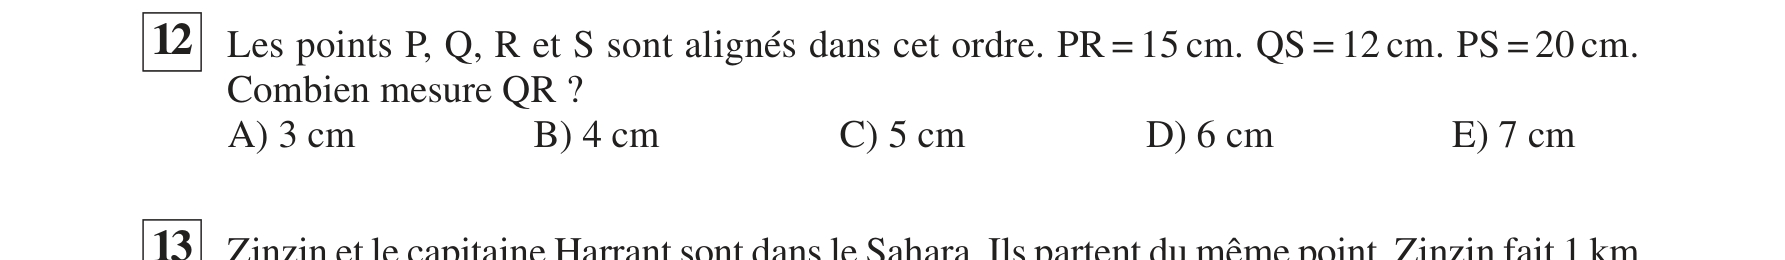 12 Les points P, Q, R et S sont alignés dans cet ordre. PR = 15 cm. QS = 12 cm. PS = 20 cm.
Combien mesure QR ?
A) 3 cm B) 4 cm C) 5 cm D) 6 cm E) 7 cm
13 Zinzin et le capitaine Harrant sont dans le Sahara. Ils partent du même point. Zinzin fait 1 km